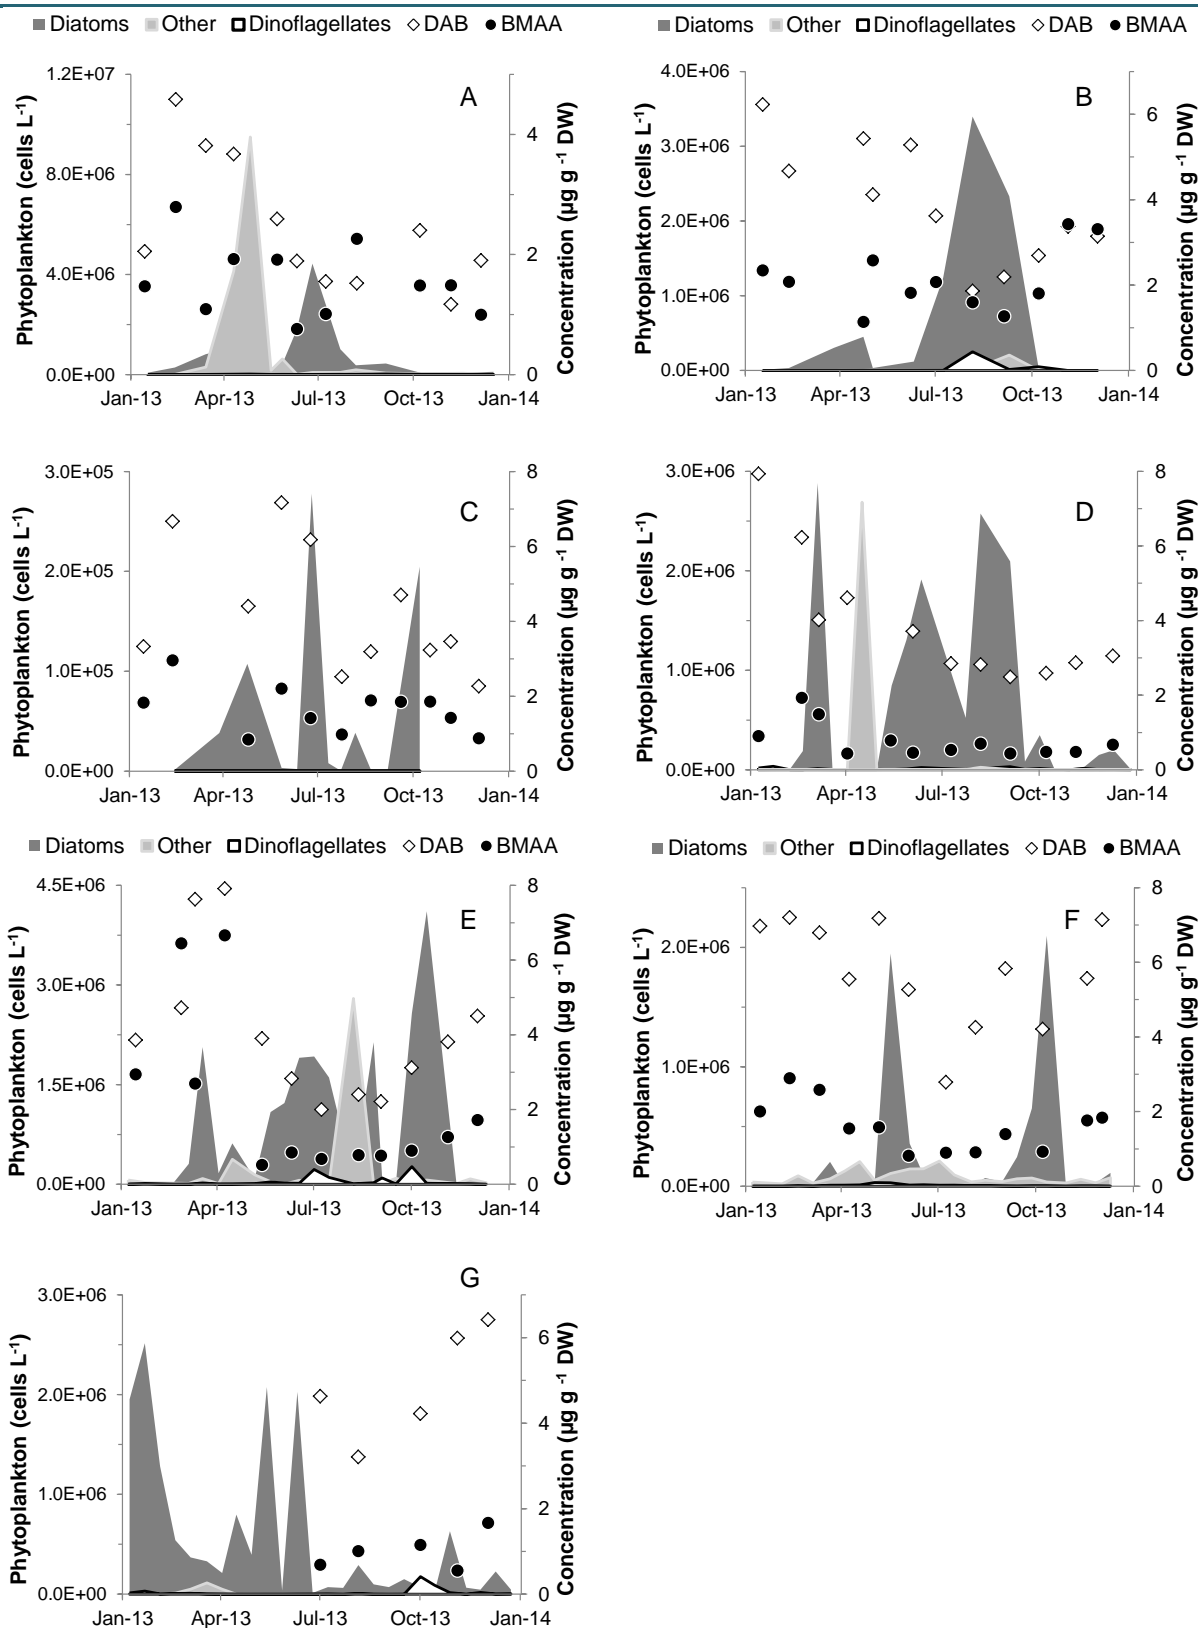 Diatoms Other Dinoflagellates DAB BMAA
A
Phytoplankton (cells L-1)
1.2E+07
8.0E+06
4.0E+06
0.0E+00
4
2
0
Concentration (µg g -1 DW)
Jan-13 Apr-13 Jul-13 Oct-13 Jan-14
Diatoms Other Dinoflagellates DAB BMAA
B
Phytoplankton (cells L-1)
4.0E+06
3.0E+06
2.0E+06
1.0E+06
0.0E+00
6
4
2
0
Concentration (µg g -1 DW)
Jan-13 Apr-13 Jul-13 Oct-13 Jan-14
C
Phytoplankton (cells L-1)
3.0E+05
2.0E+05
1.0E+05
0.0E+00
8
6
4
2
0
Concentration (µg g -1 DW)
Jan-13 Apr-13 Jul-13 Oct-13 Jan-14
D
Phytoplankton (cells L-1)
3.0E+06
2.0E+06
1.0E+06
0.0E+00
8
6
4
2
0
Concentration (µg g -1 DW)
Jan-13 Apr-13 Jul-13 Oct-13 Jan-14
Diatoms Other Dinoflagellates DAB BMAA
E
Phytoplankton (cells L-1)
4.5E+06
3.0E+06
1.5E+06
0.0E+00
8
6
4
2
0
Concentration (µg g -1 DW)
Jan-13 Apr-13 Jul-13 Oct-13 Jan-14
Diatoms Other Dinoflagellates DAB BMAA
F
Phytoplankton (cells L-1)
2.0E+06
1.0E+06
0.0E+00
8
6
4
2
0
Concentration (µg g -1 DW)
Jan-13 Apr-13 Jul-13 Oct-13 Jan-14
G
Phytoplankton (cells L-1)
3.0E+06
2.0E+06
1.0E+06
0.0E+00
6
4
2
0
Concentration (µg g -1 DW)
Jan-13 Apr-13 Jul-13 Oct-13 Jan-14